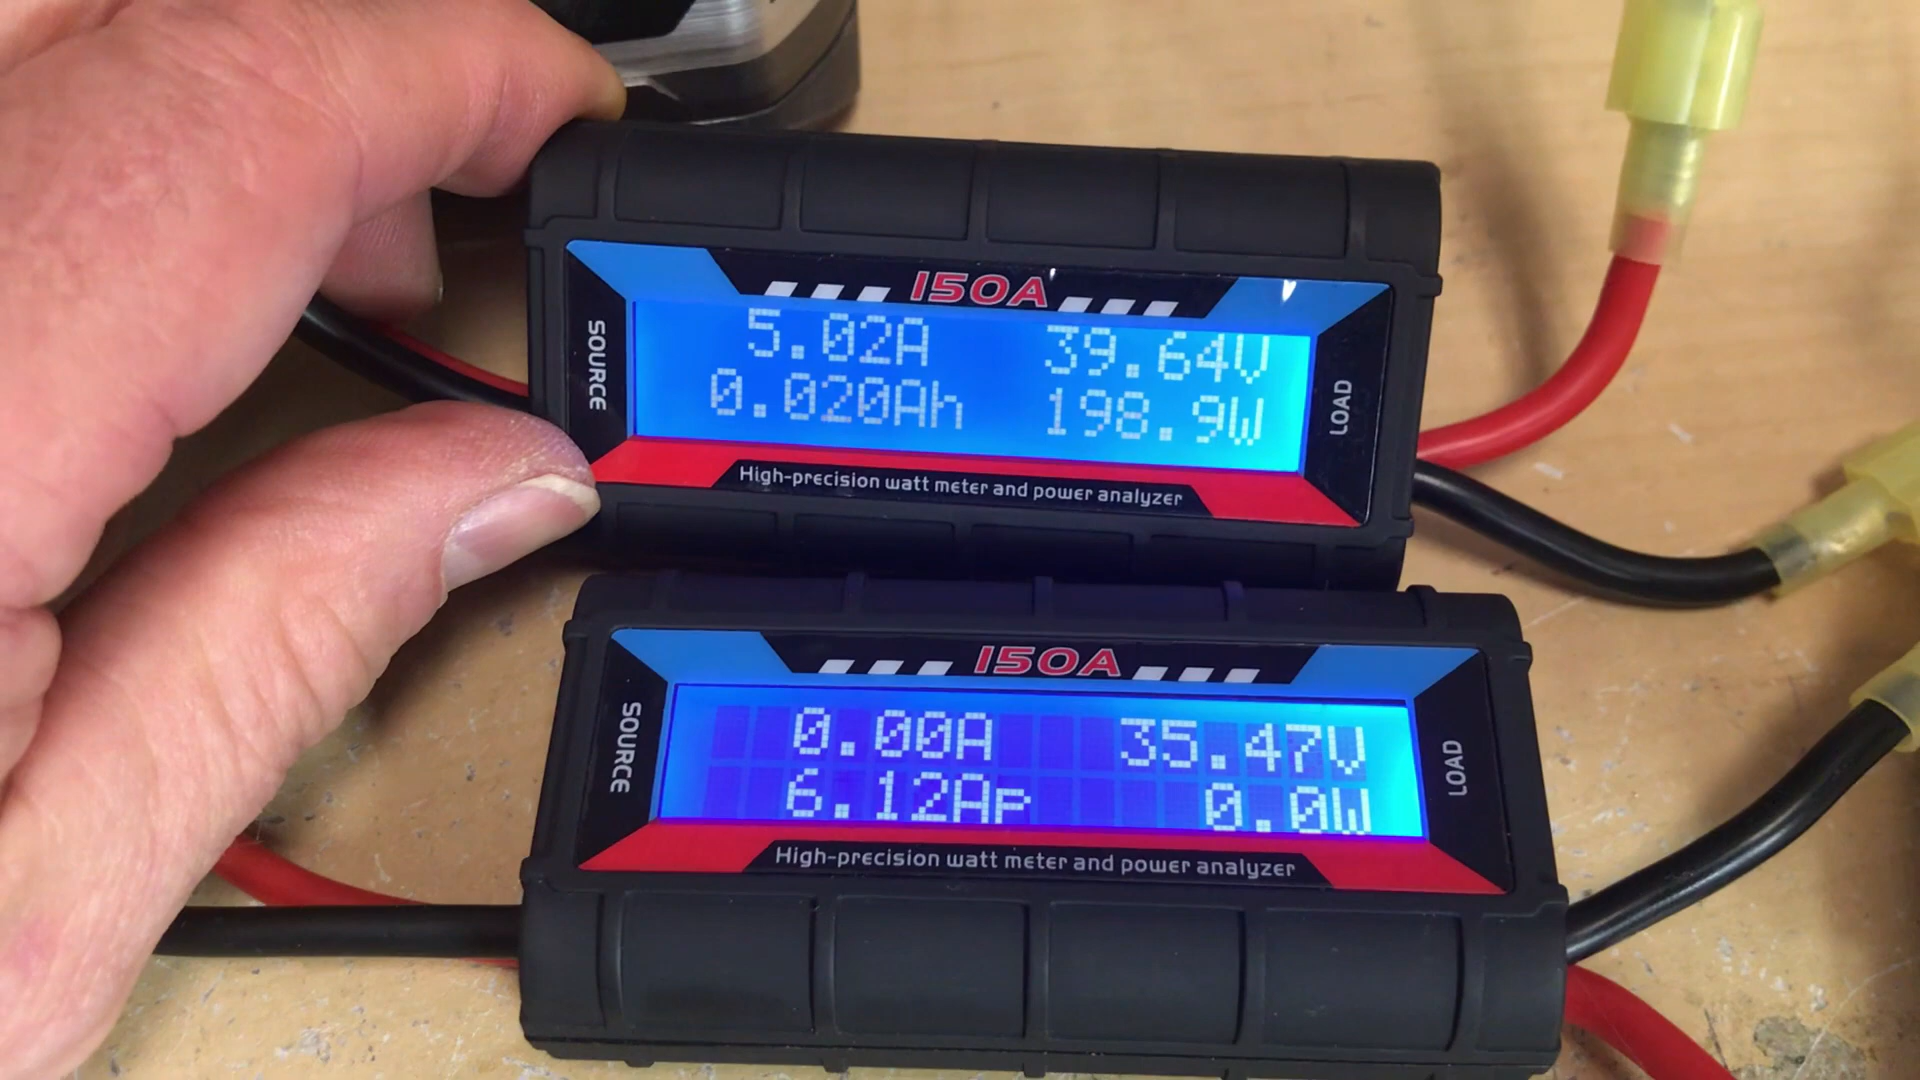 150A
SOURCE
5.02A 39.64V
0.020Ah 198.9W
LOAD
High-precision watt meter and power analyzer
150A
SOURCE
0.00A 35.47V
6.12Ap 0.0W
LOAD
High-precision watt meter and power analyzer